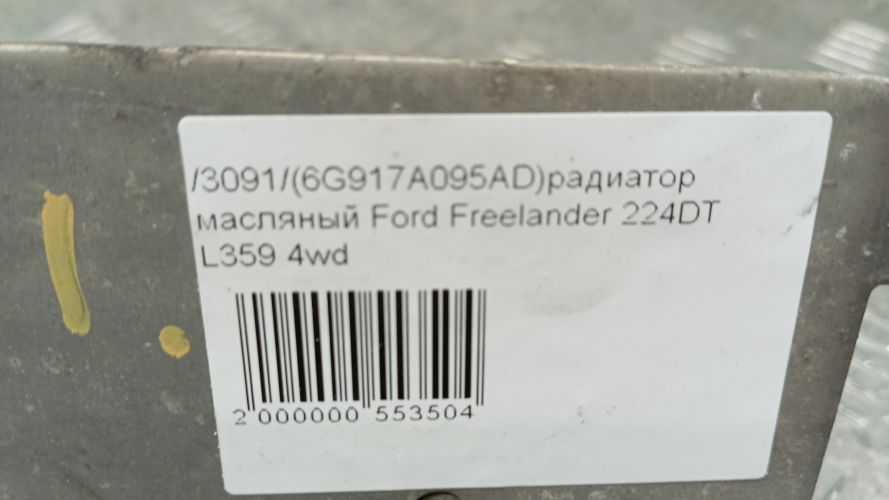 /3091/(6G917A095AD)радиатор
масляный Ford Freelander 224DT
L359 4wd
2 000000 553504